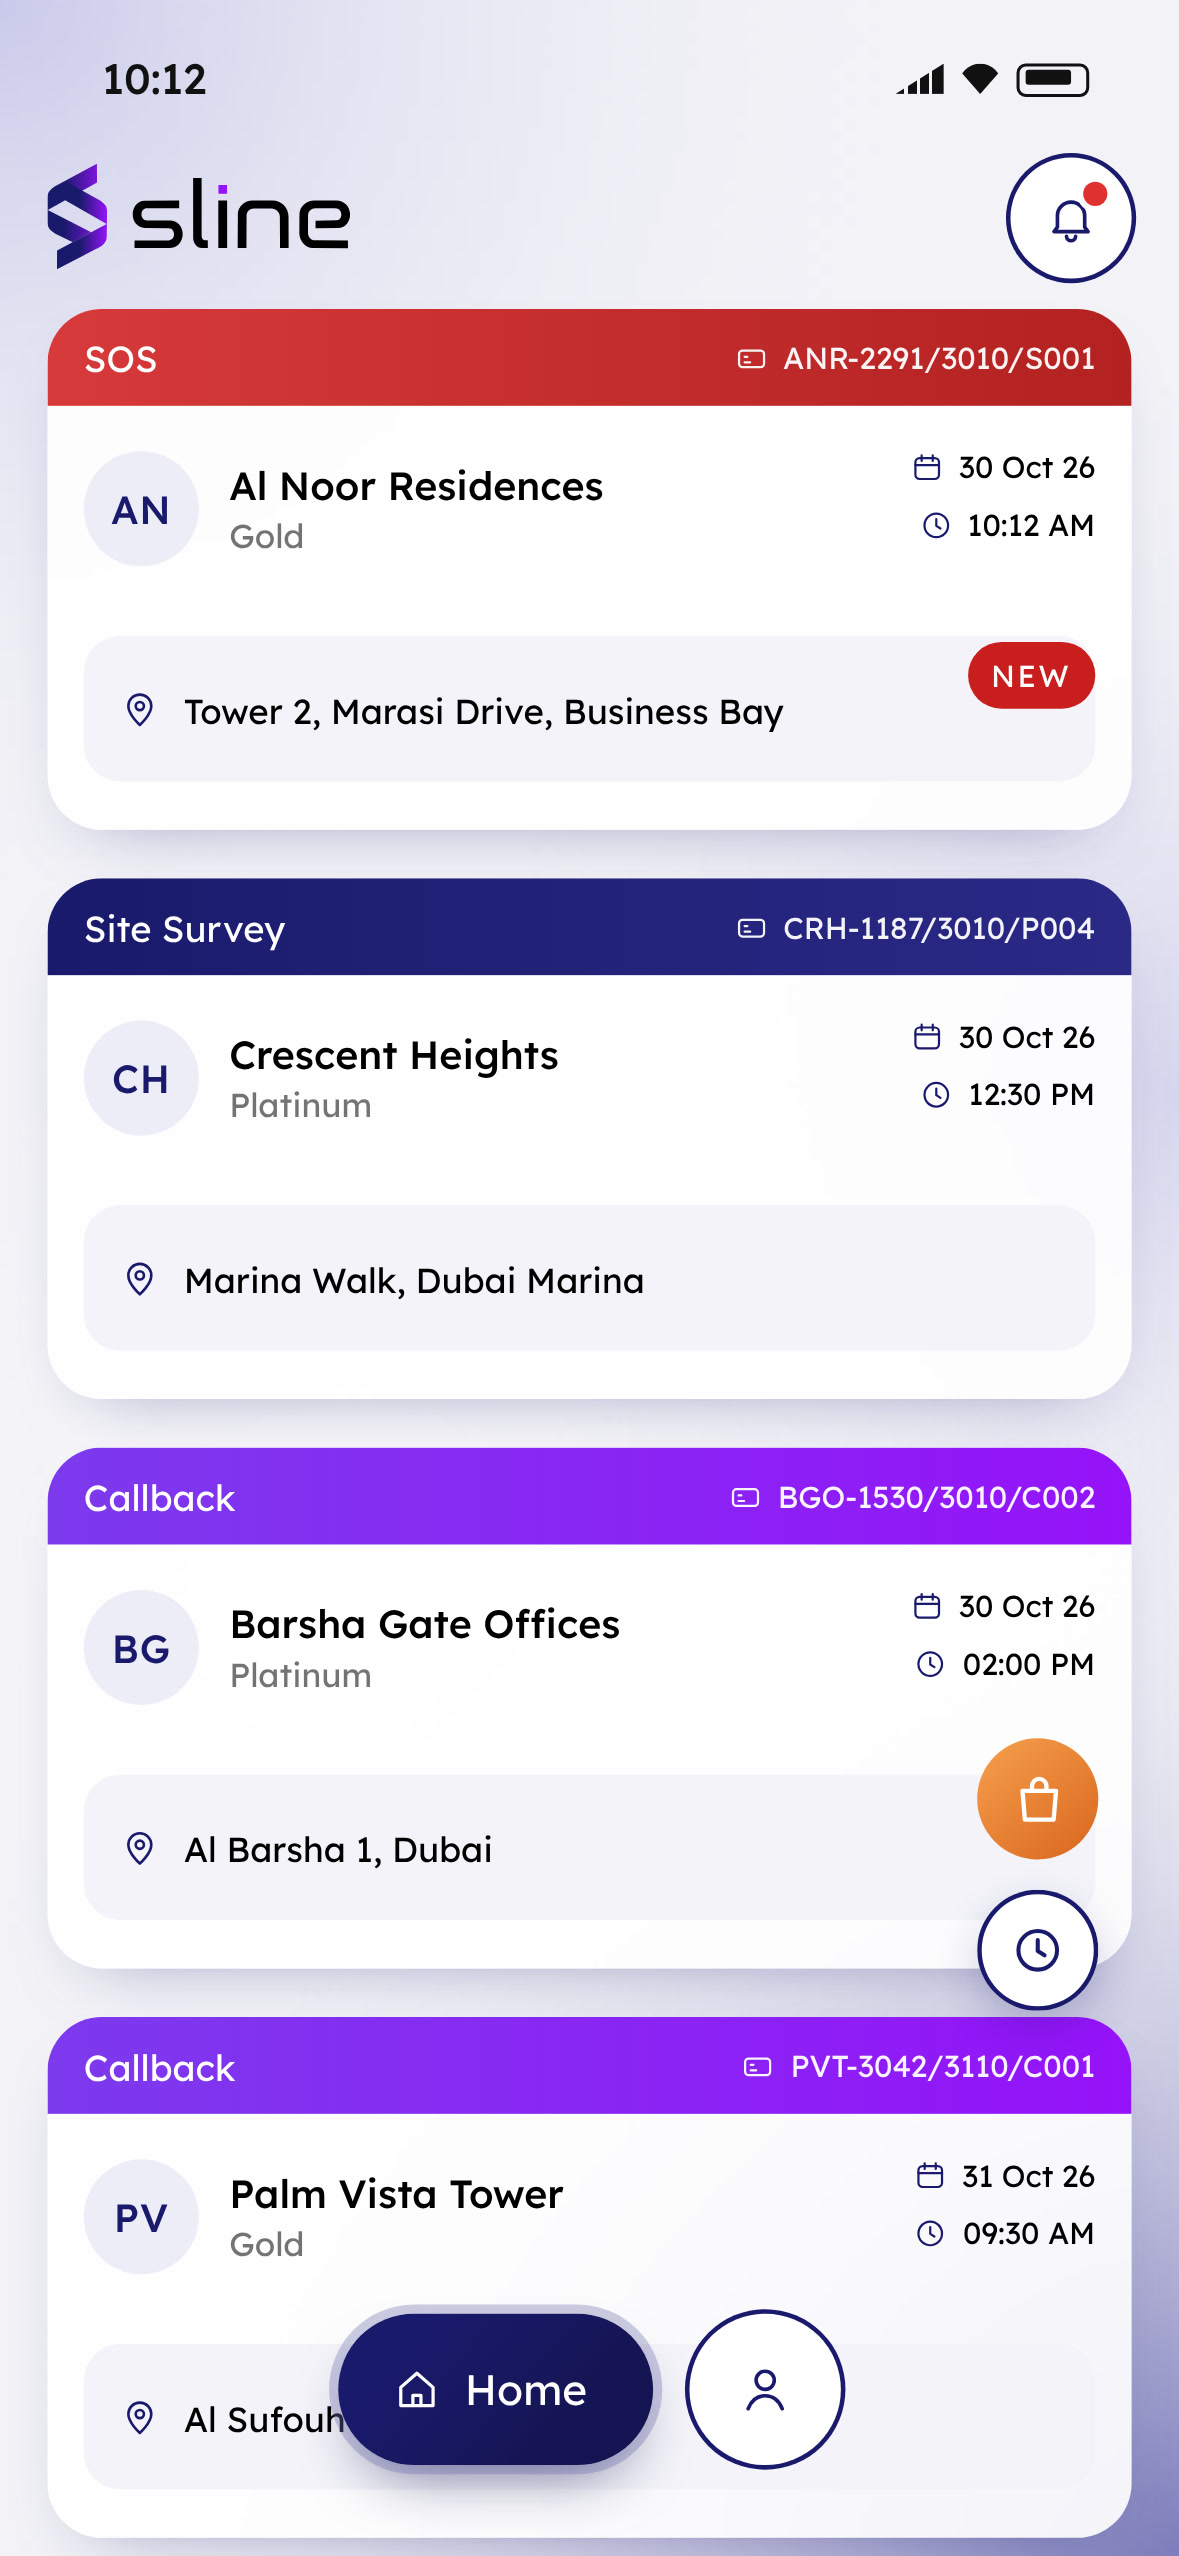 10:12
sline
SOS
ANR-2291/3010/S001
AN
Al Noor Residences
Gold
30 Oct 26
10:12 AM
NEW
Tower 2, Marasi Drive, Business Bay
Site Survey
CRH-1187/3010/P004
CH
Crescent Heights
Platinum
30 Oct 26
12:30 PM
Marina Walk, Dubai Marina
Callback
BGO-1530/3010/C002
BG
Barsha Gate Offices
Platinum
30 Oct 26
02:00 PM
Al Barsha 1, Dubai
Callback
PVT-3042/3110/C001
PV
Palm Vista Tower
Gold
31 Oct 26
09:30 AM
Al Sufouh
Home